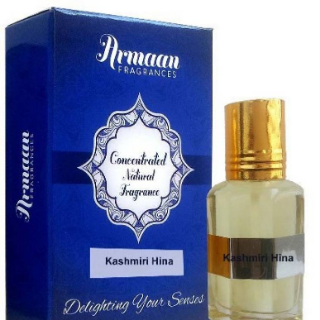 Armaan
FRAGRANCES
Concentrated
Natural
Fragrance
Kashmiri Hina
Delighting Your Senses
Armaan
FRAGRANCES
Kashmiri Hina